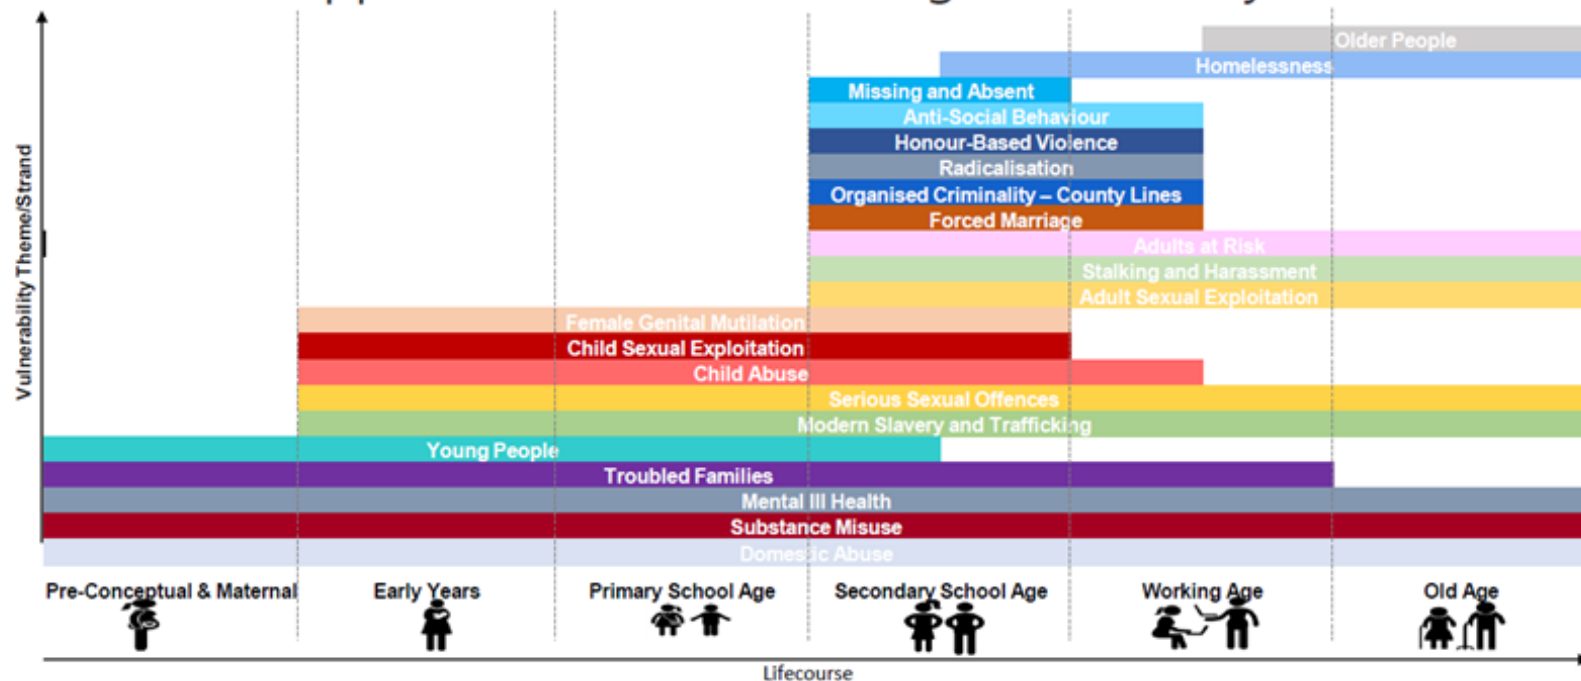 Older People
Homelessness
Missing and Absent
Anti-Social Behaviour
Honour-Based Violence
Radicalisation
Organised Criminality – County Lines
Forced Marriage
Adults at Risk
Stalking and Harassment
Adult Sexual Exploitation
Female Genital Mutilation
Child Sexual Exploitation
Child Abuse
Serious Sexual Offences
Modern Slavery and Trafficking
Young People
Troubled Families
Mental Ill Health
Substance Misuse
Domestic Abuse
Vulnerability Theme/Strand
Pre-Conceptual & Maternal Early Years Primary School Age Secondary School Age Working Age Old Age
Lifecourse